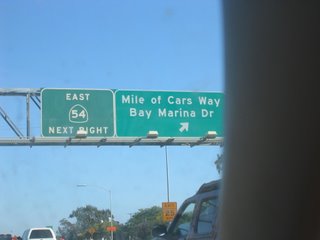 EAST
54
NEXT RIGHT
Mile of Cars Way
Bay Marina Dr